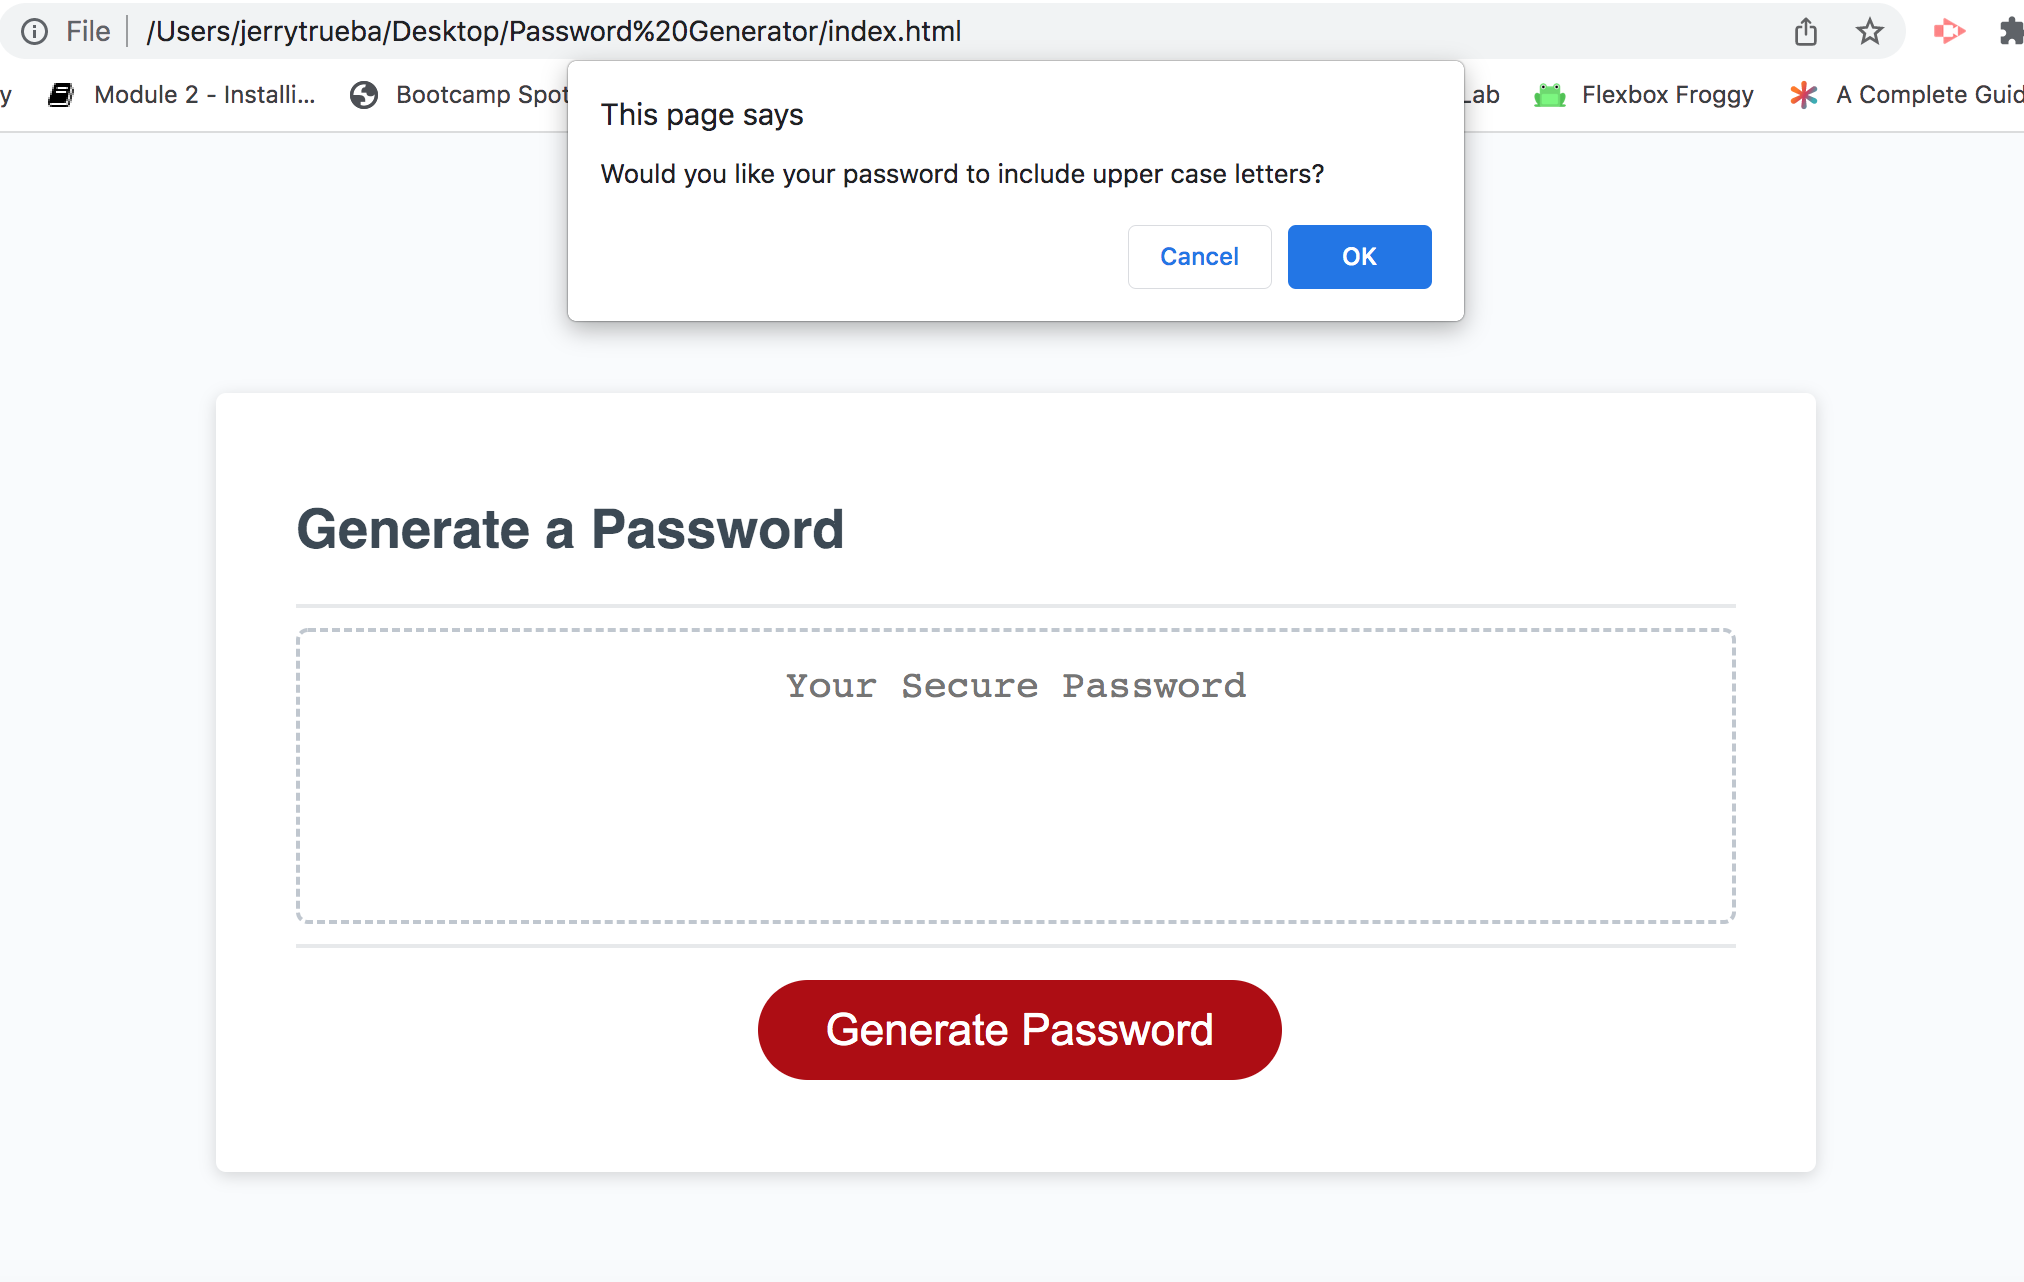 File /Users/jerrytrueba/Desktop/Password%20Generator/index.html
y Module 2 - Installi... Bootcamp Spot Lab Flexbox Froggy A Complete Guid
This page says
Would you like your password to include upper case letters?
Cancel OK
Generate a Password
Your Secure Password
Generate Password